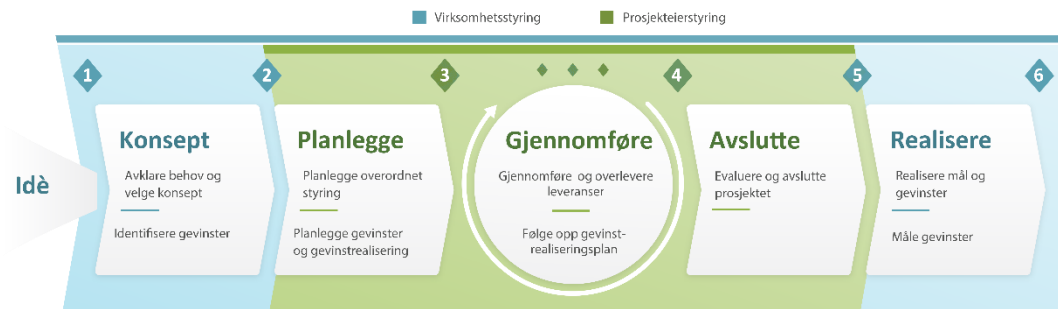 Virksomhetsstyring
Prosjekteierstyring
1
2
3
4
5
6
Idè
Konsept
Avklare behov og
velge konsept
Identifisere gevinster
Planlegge
Planlegge overordnet
styring
Planlegge gevinster
og gevinstrealisering
Gjennomføre
Gjennomføre og overlevere
leveranser
Følge opp gevinst-
realiseringsplan
Avslutte
Evaluere og avslutte
prosjektet
Realisere
Realisere mål og
gevinster
Måle gevinster